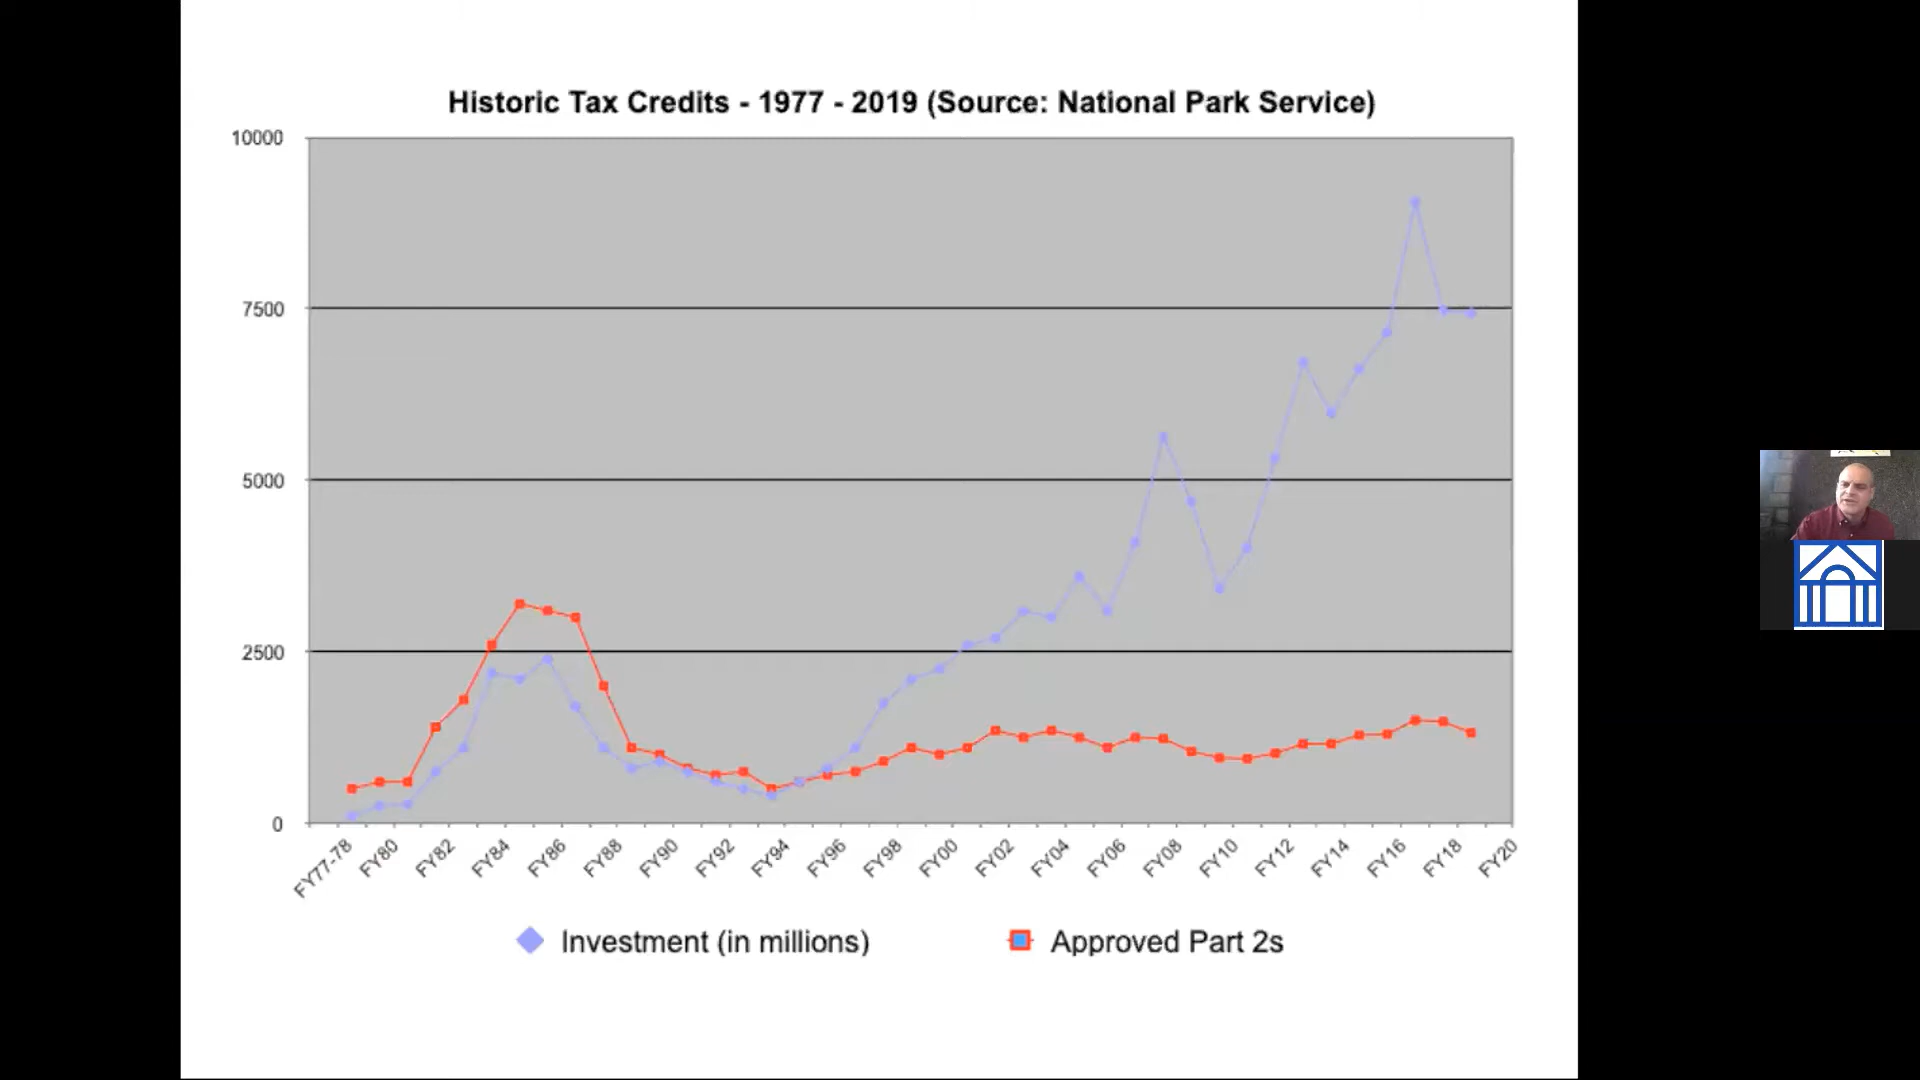 Historic Tax Credits - 1977 - 2019 (Source: National Park Service)
10000
7500
5000
2500
0
FY77-78
FY80
FY82
FY84
FY86
FY88
FY90
FY92
FY94
FY96
FY98
FY00
FY02
FY04
FY06
FY08
FY10
FY12
FY14
FY16
FY18
FY20
Investment (in millions)
Approved Part 2s